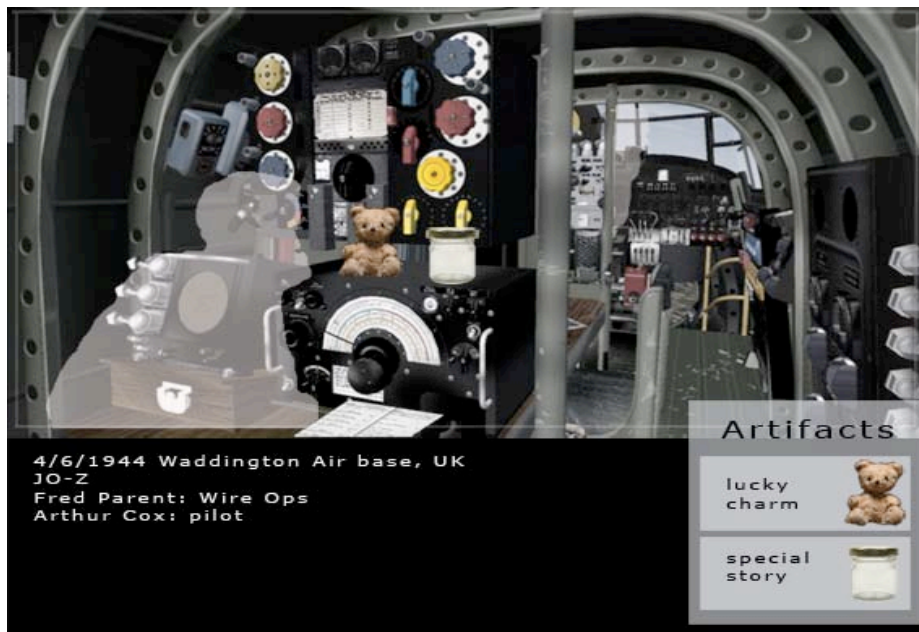 4/6/1944 Waddington Air base, UK
JO-Z
Fred Parent: Wire Ops
Arthur Cox: pilot
Artifacts
lucky
charm
special
story